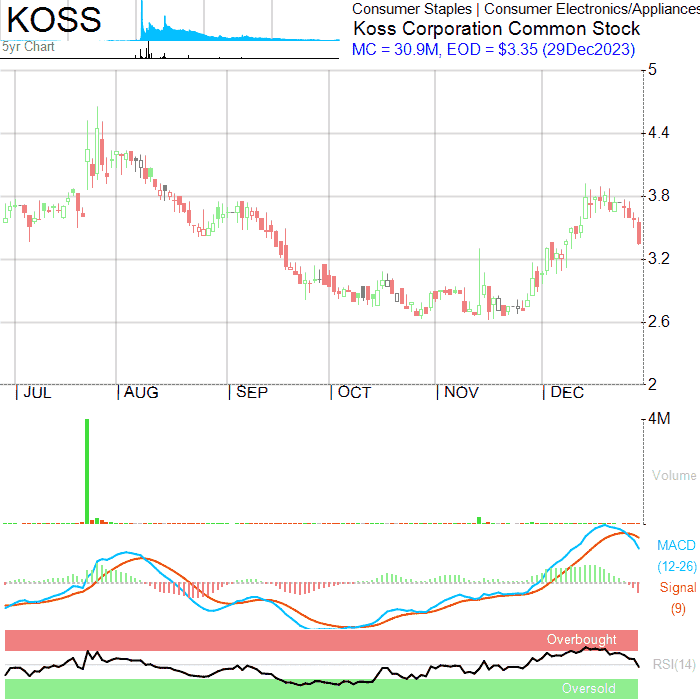 KOSS
5yr Chart
Consumer Staples | Consumer Electronics/Appliances
Koss Corporation Common Stock
MC = 30.9M, EOD = $3.35 (29Dec2023)
5
4.4
3.8
3.2
2.6
2
JUL AUG SEP OCT NOV DEC
4M
Volume
MACD
(12-26)
Signal
(9)
Overbought
RSI(14)
Oversold